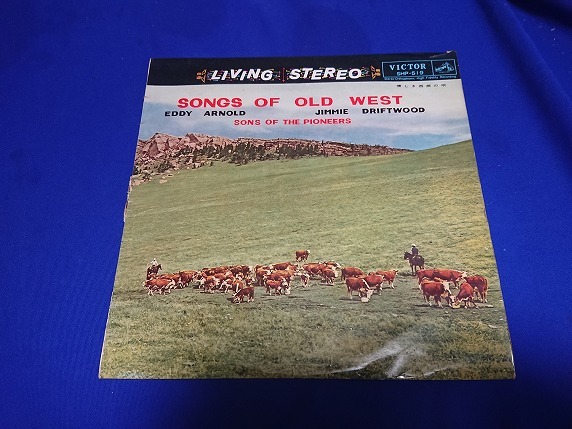 LIVING STEREO
VICTOR
SHP-519
SONGS OF OLD WEST
EDDY ARNOLD JIMMIE DRIFTWOOD
SONS OF THE PIONEERS